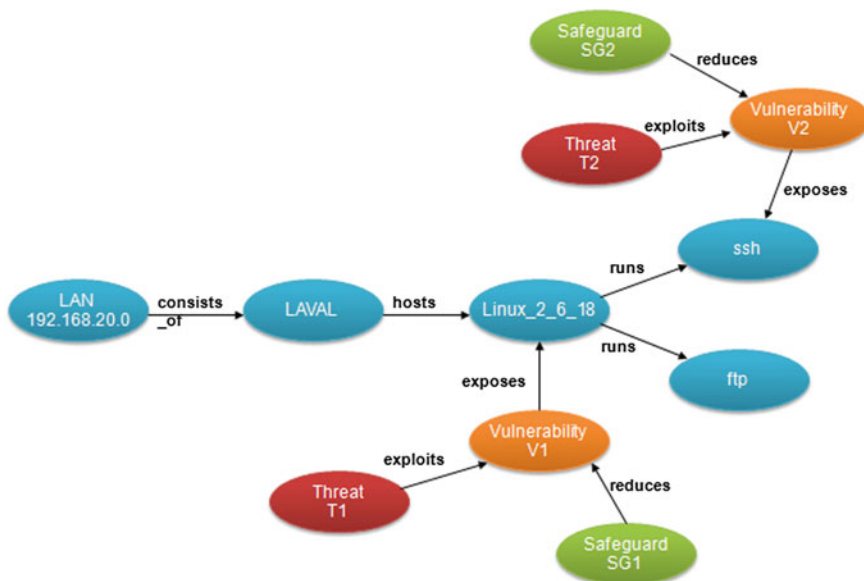 Safeguard
SG2
reduces
Vulnerability
V2
exploits
Threat
T2
exposes
ssh
runs
LAN
192.168.20.0
consists
_of
LAVAL
hosts
Linux_2_6_18
runs
ftp
exposes
Vulnerability
V1
exploits
Threat
T1
reduces
Safeguard
SG1